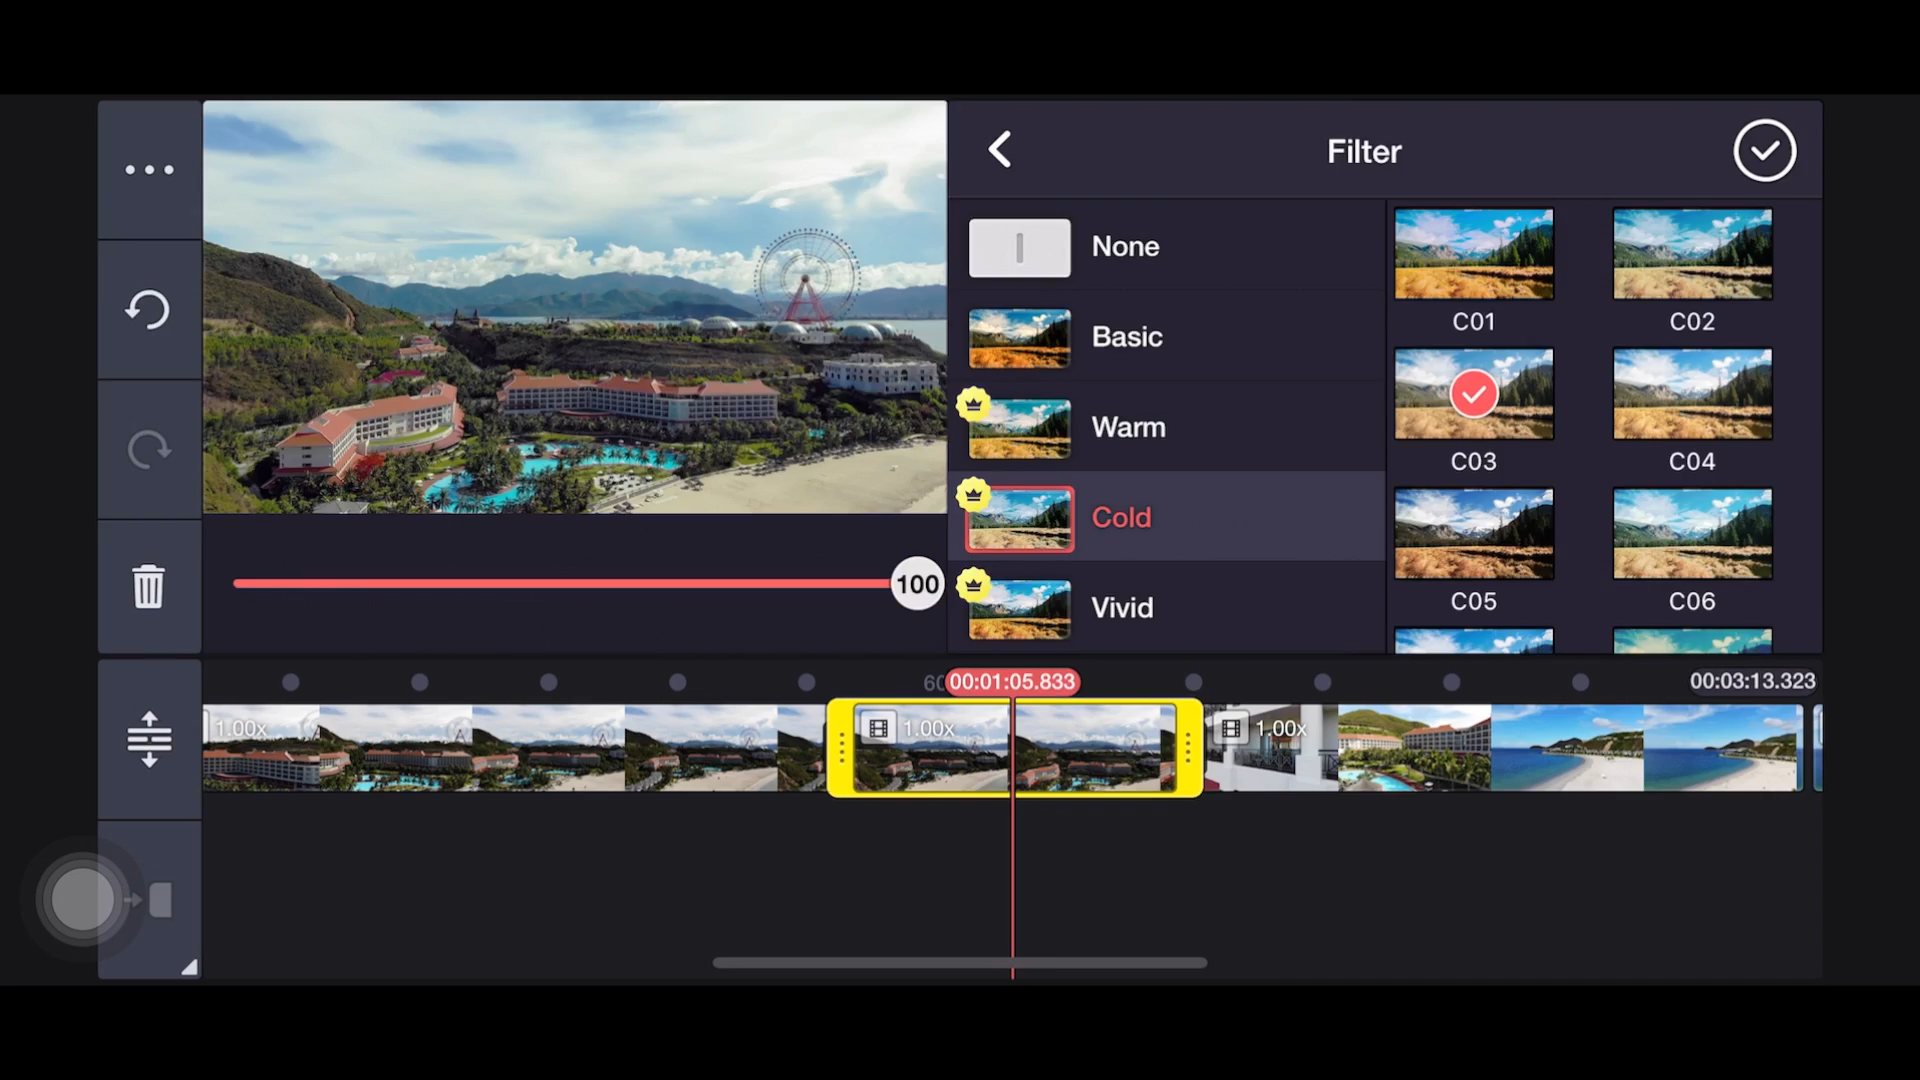 Filter
None
Basic
Warm
Cold
Vivid
C01
C02
C03
C04
C05
C06
100
00:01:05.833
00:03:13.323
1.00x
1.00x
1.00x